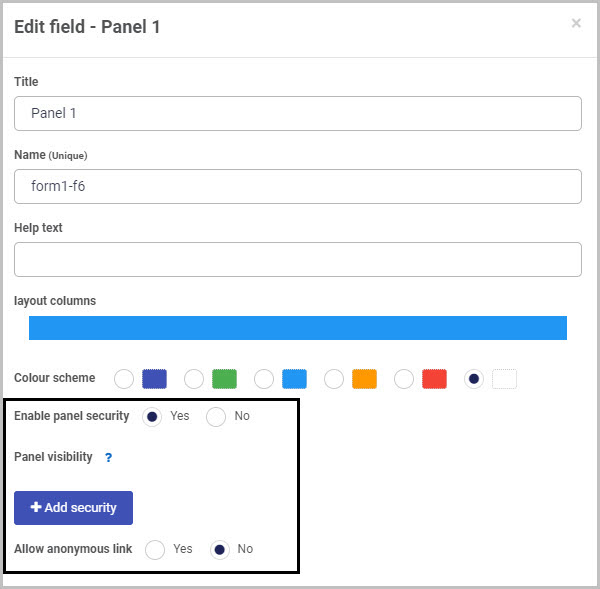 Edit field - Panel 1 ×
Title
Panel 1
Name (Unique)
form1-f6
Help text
layout columns
Colour scheme
Enable panel security Yes No
Panel visibility ?
+ Add security
Allow anonymous link Yes No